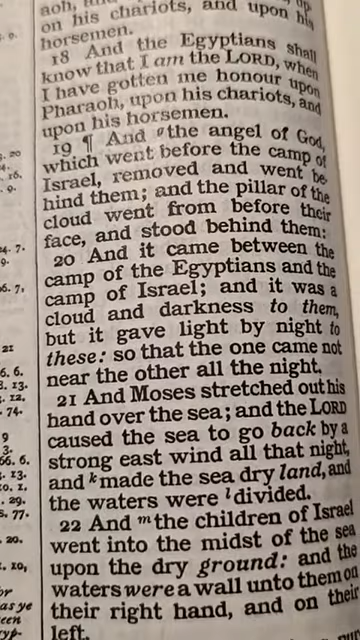 aoh, and
on his chariots, and upon his
horsemen.
18 And the Egyptians shall
know that I am the LORD, when
I have gotten me honour upon
Pharaoh, upon his chariots, and
upon his horsemen.
19 ¶ And the angel of God,
which went before the camp of
Israel, removed and went be-
hind them; and the pillar of the
cloud went from before their
face, and stood behind them:
20 And it came between the
camp of the Egyptians and the
camp of Israel; and it was a
cloud and darkness to them,
but it gave light by night to
these: so that the one came not
near the other all the night.
21 And Moses stretched out his
hand over the sea; and the LORD
caused the sea to go back by a
strong east wind all that night,
and k made the sea dry land, and
the waters were l divided.
22 And m the children of Israel
went into the midst of the sea
upon the dry ground: and the
waters were a wall unto them on
their right hand, and on their
left.